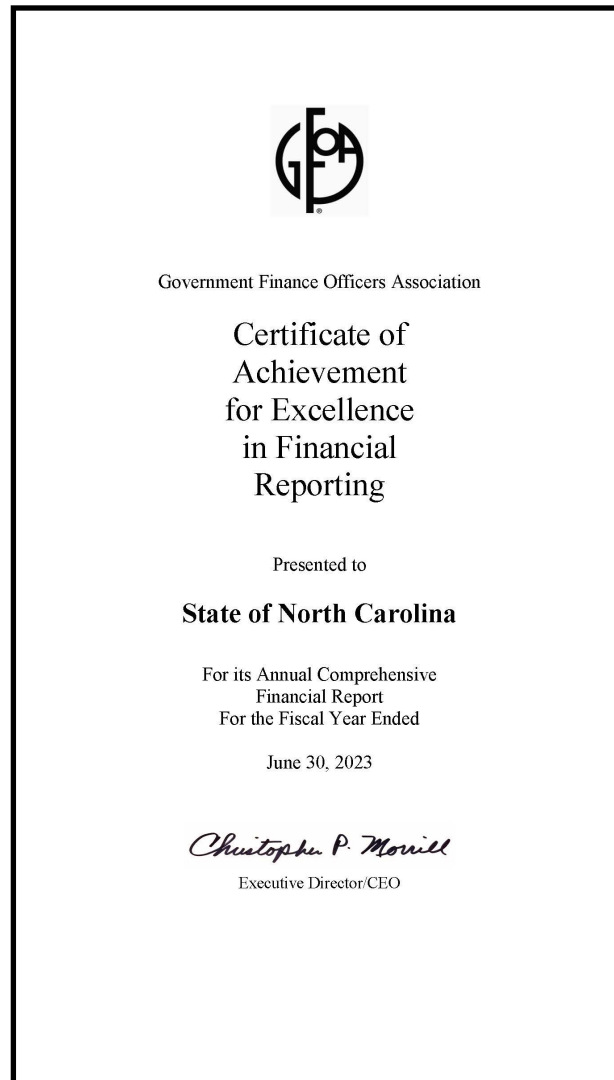 GFOA
®
Government Finance Officers Association
Certificate of
Achievement
for Excellence
in Financial
Reporting
Presented to
State of North Carolina
For its Annual Comprehensive
Financial Report
For the Fiscal Year Ended
June 30, 2023
Christopher P. Morrill
Executive Director/CEO